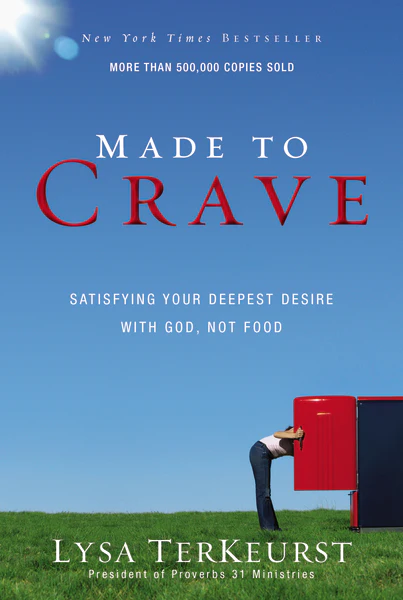 New York Times BESTSELLER
MORE THAN 500,000 COPIES SOLD
MADE TO
CRAVE
SATISFYING YOUR DEEPEST DESIRE
WITH GOD, NOT FOOD
LYSA TERKEURST
President of Proverbs 31 Ministries